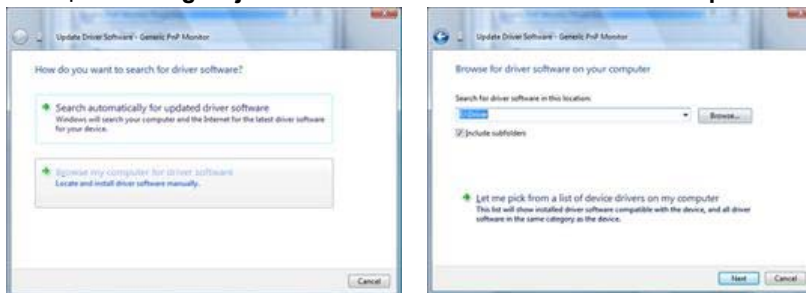 Update Driver Software - Generic PnP Monitor
How do you want to search for driver software?
Search automatically for updated driver software
Windows will search your computer and the Internet for the latest driver software
for your device.
Browse my computer for driver software
Locate and install driver software manually.
Cancel
Update Driver Software - Generic PnP Monitor
Browse for driver software on your computer
Search for driver software in this location:
Browse...
Include subfolders
Let me pick from a list of device drivers on my computer
This list will show installed driver software compatible with the device, and all driver
software in the same category as the device.
Next
Cancel